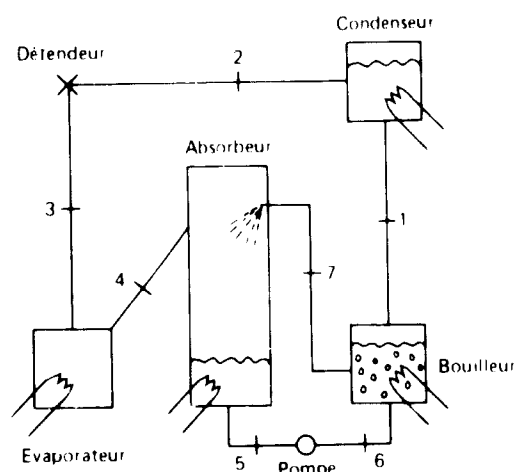 Condenseur
Détendeur
2
Absorbeur
3
1
4
7
Bouilleur
Evaporateur
5
Pompe
6